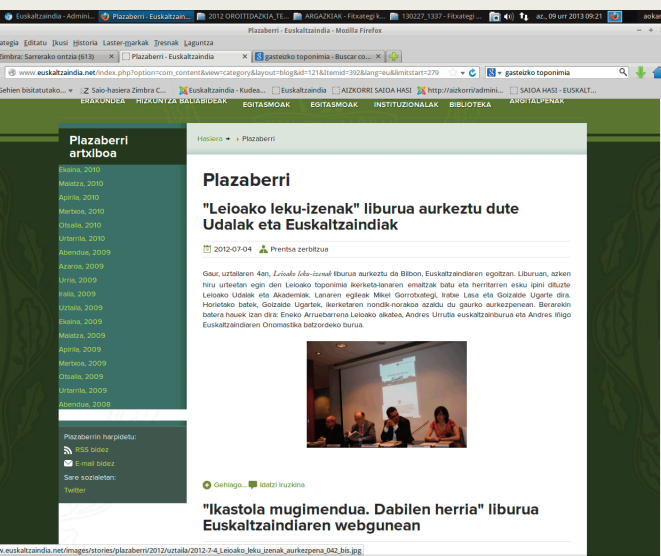 Euskaltzaindia - Admini... Plazaberri - Euskaltzain... 2012 OROITIDAZKIA_TE... ARGAZKIAK - Fitxategi k... 130227_1337 - Fitxategi ... az., 09 urr 2013 09:21 aokar
Plazaberri - Euskaltzaindia - Mozilla Firefox
ategia Editatu Ikusi Historia Laster-markak Tresnak Laguntza
Zimbra: Sarrerako ontzia (613) Plazaberri - Euskaltzaindia gasteizko toponimia - Buscar co...
www.euskaltzaindia.net/index.php?option=com_content&view=category&layout=blog&id=121&Itemid=392&lang=eu&limitstart=279 gasteizko toponimia
Gehien bisitatutako... Saio-hasiera Zimbra C... Euskaltzaindia - Kudea... Euskaltzaindia AIZKORRI SAIOA HASI http://aizkorri/admini... SAIOA HASI - EUSKALT...
ERAKUNDEA HIZKUNTZA BALIABIDEAK EGITASMOAK EGITASMOAK INSTITUZIONALAK BIBLIOTEKA ARGITALPENAK
Plazaberri
artxiboa
Ekaina, 2010
Maiatza, 2010
Apirila, 2010
Martxoa, 2010
Otsaila, 2010
Urtarrila, 2010
Abendua, 2009
Azaroa, 2009
Urria, 2009
Iraila, 2009
Uztaila, 2009
Ekaina, 2009
Maiatza, 2009
Apirila, 2009
Martxoa, 2009
Otsaila, 2009
Urtarrila, 2009
Abendua, 2008
Plazaberrin harpidetu:
RSS bidez
E-mail bidez
Sare sozialetan:
Twitter
Hasiera Plazaberri
Plazaberri
"Leioako leku-izenak" liburua aurkeztu dute
Udalak eta Euskaltzaindiak
2012-07-04 Prentsa zerbitzua
Gaur, uztailaren 4an, Leioako leku-izenak liburua aurkeztu da Bilbon, Euskaltzaindiaren egoitzan. Liburuan, azken
hiru urteetan egin den Leioako toponimia ikerketa-lanaren emaitzak batu eta herritarren esku ipini dituzte
Leioako Udalak eta Akademiak. Lanaren egileak Mikel Gorrotxategi, Iratxe Lasa eta Goizalde Ugarte dira.
Horietako batek, Goizalde Ugartek, ikerketaren nondik-norakoa azaldu du gaurko aurkezpenean. Berarekin
batera hauek izan dira: Eneko Arruebarrena Leioako alkatea, Andres Urrutia euskaltzainburua eta Andres Iñigo
Euskaltzaindiaren Onomastika batzordeko burua.
Gehiago... Idatzi iruzkina
"Ikastola mugimendua. Dabilen herria" liburua
Euskaltzaindiaren webgunean
w.euskaltzaindia.net/images/stories/plazaberri/2012/uztaila/2012-7-4_Leioako_leku_izenak_aurkezpena_042_bis.jpg